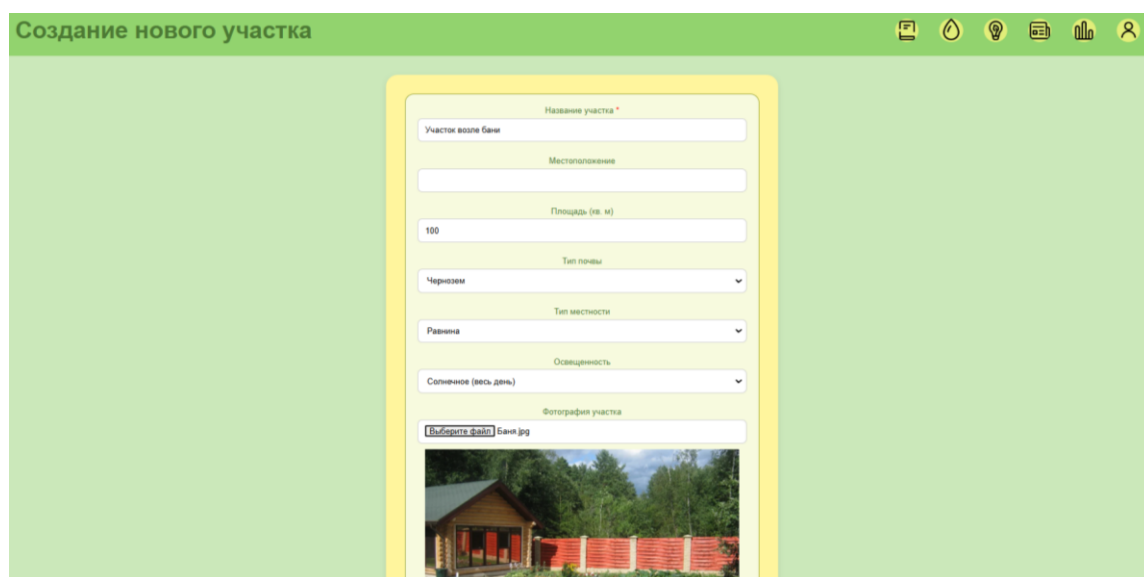 Создание нового участка
Название участка *
Участок возле бани
Местоположение
Площадь (кв. м)
100
Тип почвы
Чернозем
Тип местности
Равнина
Освещенность
Солнечное (весь день)
Фотография участка
Выберите файл Баня.jpg